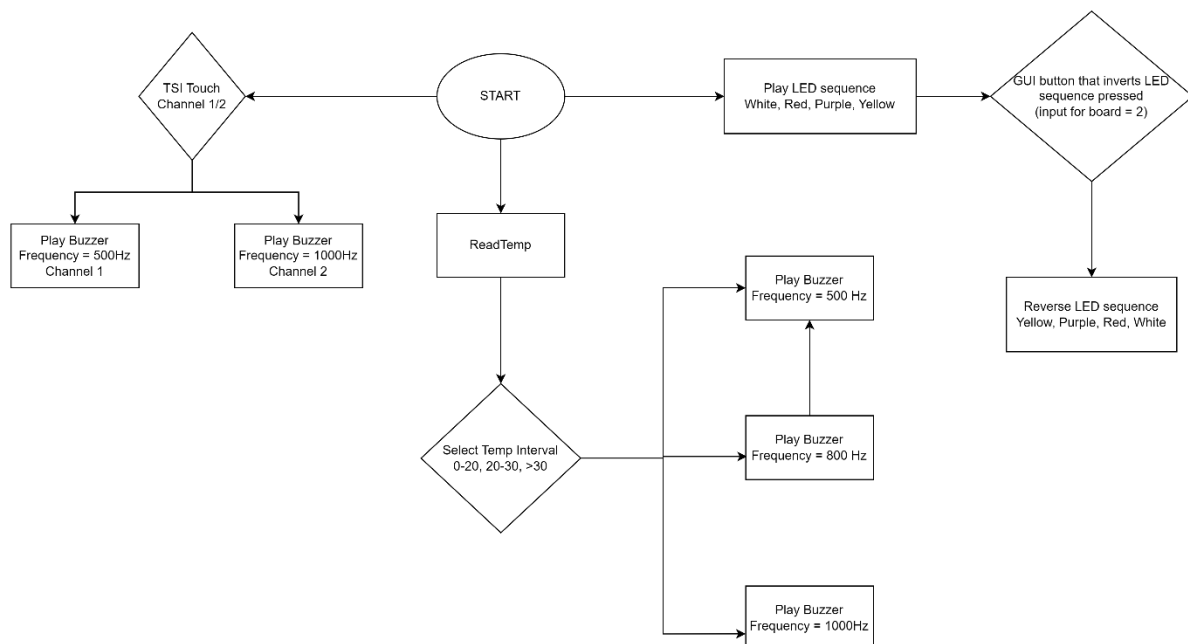 TSI Touch
Channel 1/2
START
Play LED sequence
White, Red, Purple, Yellow
GUI button that inverts LED
sequence pressed
(input for board = 2)
Play Buzzer
Frequency = 500Hz
Channel 1
Play Buzzer
Frequency = 1000Hz
Channel 2
ReadTemp
Play Buzzer
Frequency = 500 Hz
Reverse LED sequence
Yellow, Purple, Red, White
Select Temp Interval
0-20, 20-30, >30
Play Buzzer
Frequency = 800 Hz
Play Buzzer
Frequency = 1000Hz